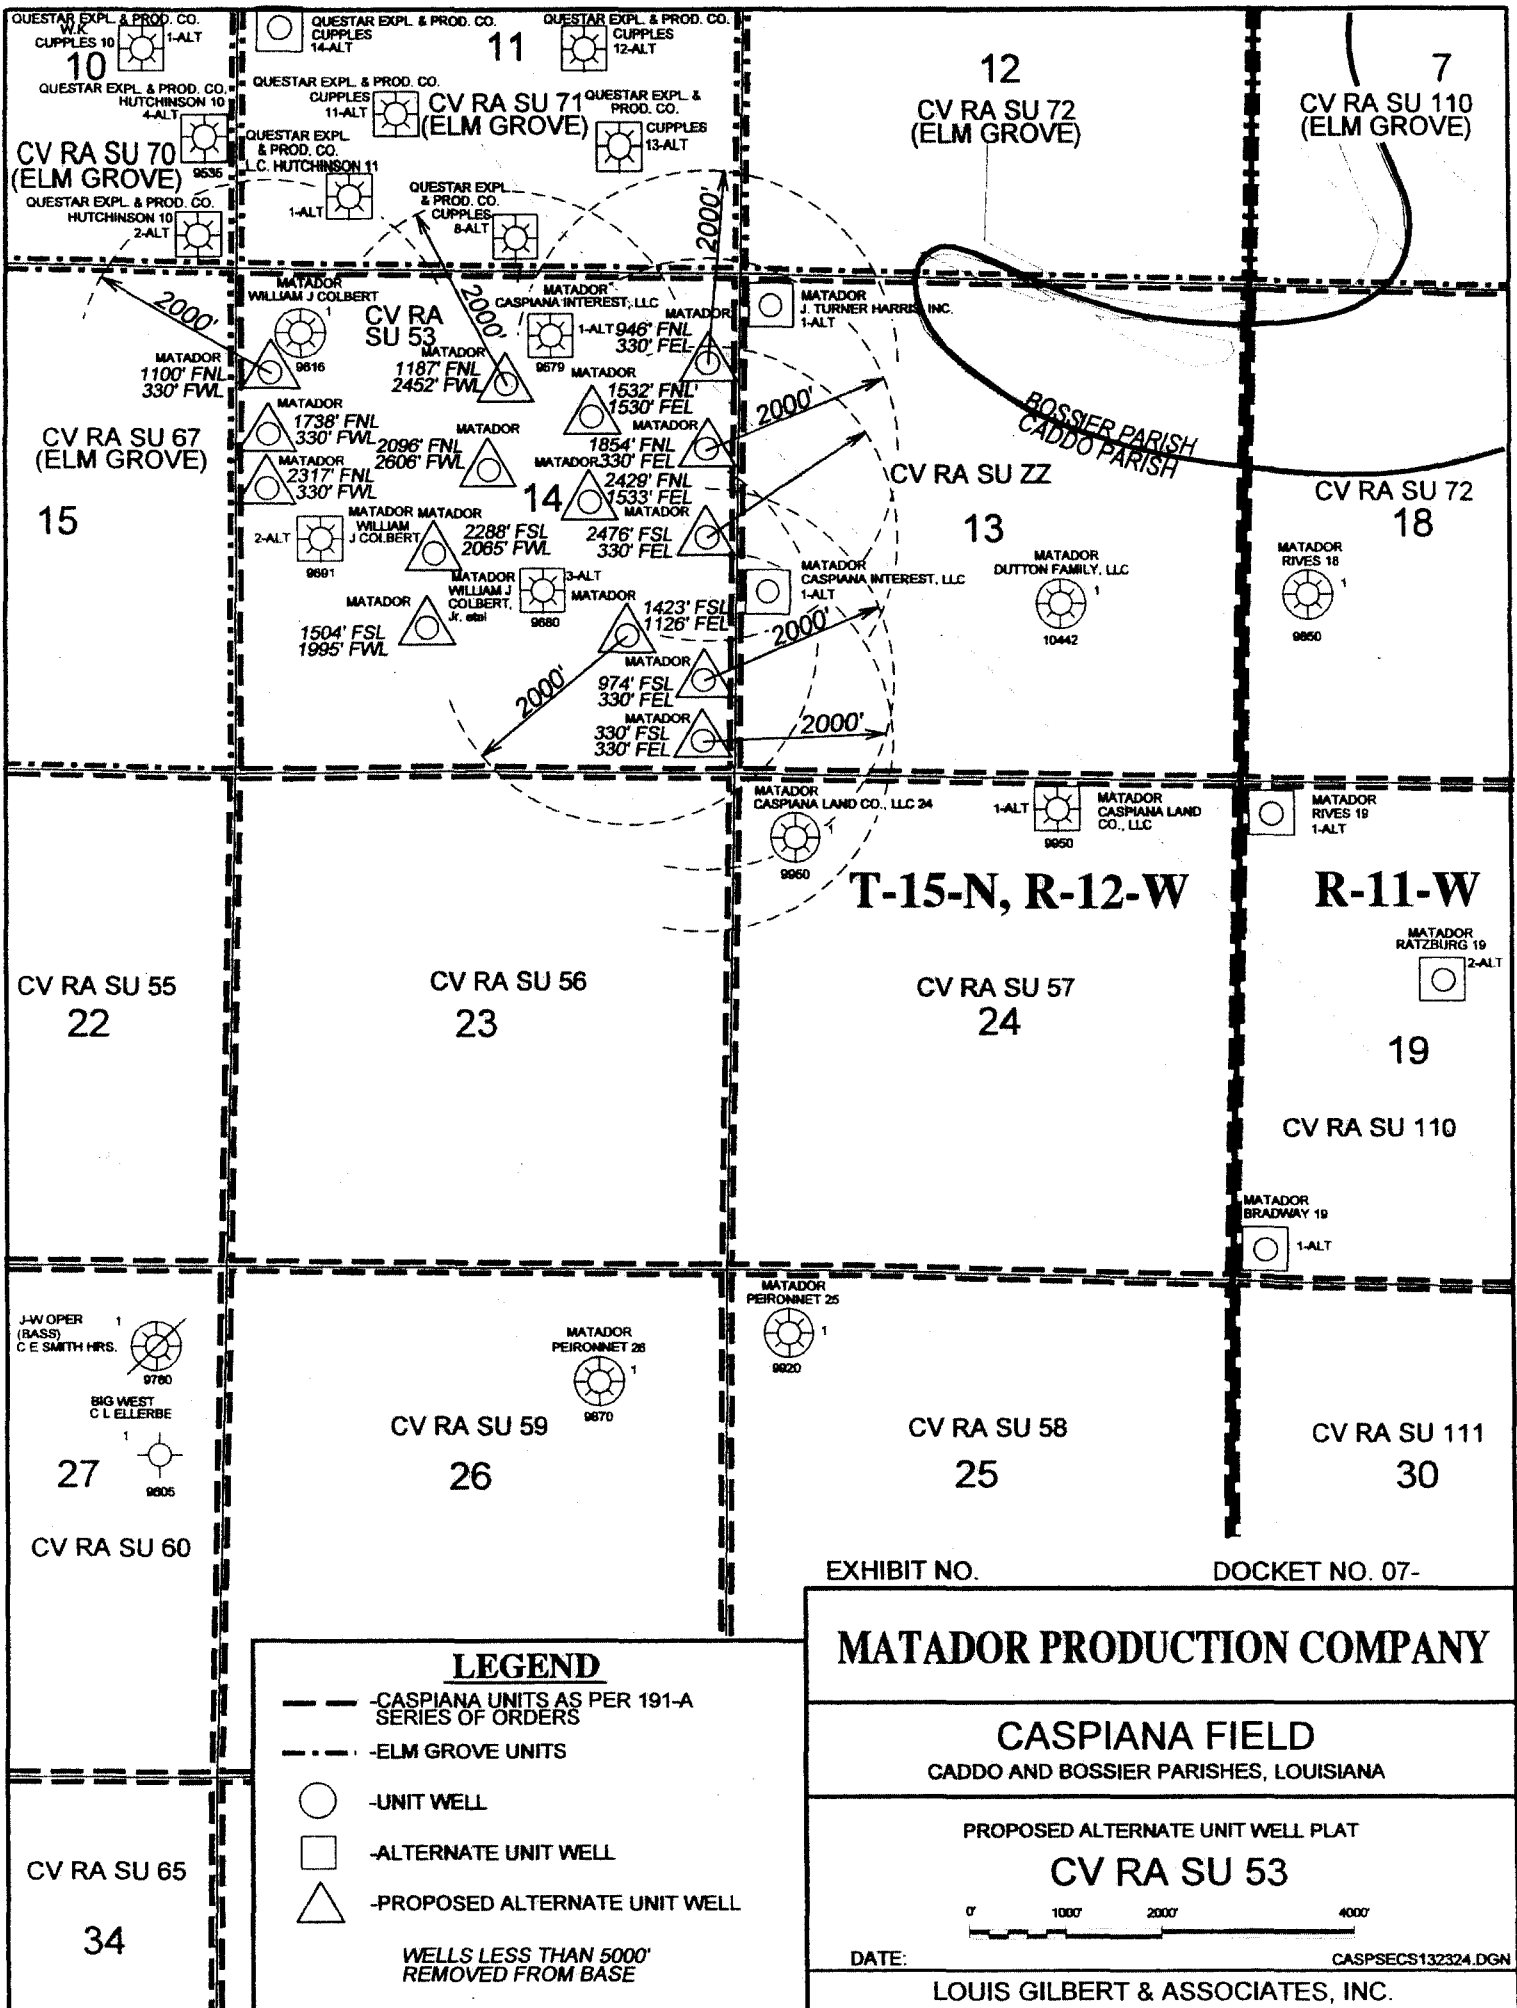 QUESTAR EXPL. & PROD. CO.
W.K.
CUPPLES 10
1-ALT
10
QUESTAR EXPL. & PROD. CO.
HUTCHINSON 10
4-ALT
9535
CV RA SU 70
(ELM GROVE)
QUESTAR EXPL. & PROD. CO.
HUTCHINSON 10
2-ALT
QUESTAR EXPL. & PROD. CO.
CUPPLES
14-ALT
11
QUESTAR EXPL. & PROD. CO.
CUPPLES
12-ALT
QUESTAR EXPL. & PROD. CO.
CUPPLES
11-ALT
CV RA SU 71
(ELM GROVE)
QUESTAR EXPL. &
PROD. CO.
CUPPLES
13-ALT
QUESTAR EXPL.
& PROD. CO.
L.C. HUTCHINSON 11
1-ALT
QUESTAR EXPL.
& PROD. CO.
CUPPLES
8-ALT
2000'
12
CV RA SU 72
(ELM GROVE)
7
CV RA SU 110
(ELM GROVE)
2000'
MATADOR
WILLIAM J COLBERT
1
9616
CV RA
SU 53
2000'
MATADOR
CASPIANA INTEREST, LLC
1-ALT
9579
MATADOR
946' FNL
330' FEL
MATADOR
J. TURNER HARRIS, INC.
1-ALT
MATADOR
1100' FNL
330' FWL
MATADOR
1187' FNL
2452' FWL
MATADOR
1532' FNL
1530' FEL
2000'
MATADOR
1738' FNL
330' FWL
MATADOR
2096' FNL
2606' FWL
MATADOR
1854' FNL
330' FEL
BOSSIER PARISH
CADDO PARISH
CV RA SU 67
(ELM GROVE)
15
MATADOR
2317' FNL
330' FWL
14
MATADOR
2429' FNL
1533' FEL
CV RA SU ZZ
13
CV RA SU 72
18
MATADOR
WILLIAM
J COLBERT
2-ALT
9691
MATADOR
2288' FSL
2065' FWL
MATADOR
2476' FSL
330' FEL
MATADOR
WILLIAM J
COLBERT,
Jr. etal
3-ALT
9680
MATADOR
CASPIANA INTEREST, LLC
1-ALT
MATADOR
DUTTON FAMILY, LLC
1
10442
MATADOR
RIVES 18
1
9850
MATADOR
1504' FSL
1995' FWL
MATADOR
1423' FSL
1126' FEL
2000'
2000'
MATADOR
974' FSL
330' FEL
MATADOR
330' FSL
330' FEL
2000'
MATADOR
CASPIANA LAND CO., LLC 24
1
9960
1-ALT
9950
MATADOR
CASPIANA LAND
CO., LLC
MATADOR
RIVES 19
1-ALT
T-15-N, R-12-W
R-11-W
MATADOR
RATZBURG 19
2-ALT
CV RA SU 55
22
CV RA SU 56
23
CV RA SU 57
24
19
CV RA SU 110
MATADOR
BRADWAY 19
1-ALT
J-W OPER
(BASS)
C E SMITH HRS.
1
9780
BIG WEST
C L ELLERBE
1
9805
27
CV RA SU 60
MATADOR
PEIRONNET 26
1
9870
CV RA SU 59
26
MATADOR
PEIRONNET 25
1
9920
CV RA SU 58
25
CV RA SU 111
30
EXHIBIT NO.
DOCKET NO. 07-
CV RA SU 65
34
LEGEND
-CASPIANA UNITS AS PER 191-A
SERIES OF ORDERS
-ELM GROVE UNITS
-UNIT WELL
-ALTERNATE UNIT WELL
-PROPOSED ALTERNATE UNIT WELL
WELLS LESS THAN 5000'
REMOVED FROM BASE
MATADOR PRODUCTION COMPANY
CASPIANA FIELD
CADDO AND BOSSIER PARISHES, LOUISIANA
PROPOSED ALTERNATE UNIT WELL PLAT
CV RA SU 53
0' 1000' 2000' 4000'
DATE:
CASPSECS132324.DGN
LOUIS GILBERT & ASSOCIATES, INC.